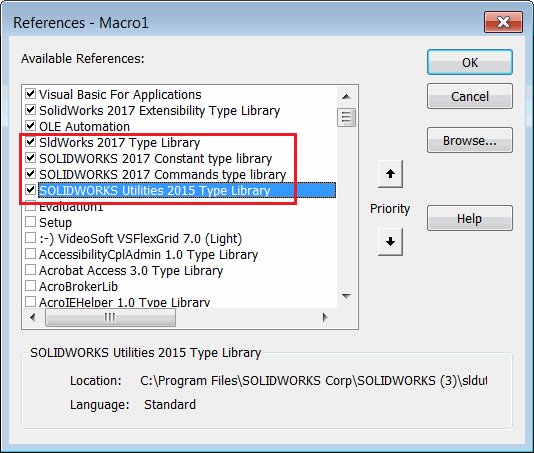 References - Macro1
Available References:
Visual Basic For Applications
SolidWorks 2017 Extensibility Type Library
OLE Automation
SldWorks 2017 Type Library
SOLIDWORKS 2017 Constant type library
SOLIDWORKS 2017 Commands type library
SOLIDWORKS Utilities 2015 Type Library
Evaluation1
Setup
:-) VideoSoft VSFlexGrid 7.0 (Light)
AccessibilityCplAdmin 1.0 Type Library
Acrobat Access 3.0 Type Library
AcroBrokerLib
AcroIEHelper 1.0 Type Library
OK
Cancel
Browse...
Priority
Help
SOLIDWORKS Utilities 2015 Type Library
Location: C:\Program Files\SOLIDWORKS Corp\SOLIDWORKS (3)\sldut
Language: Standard